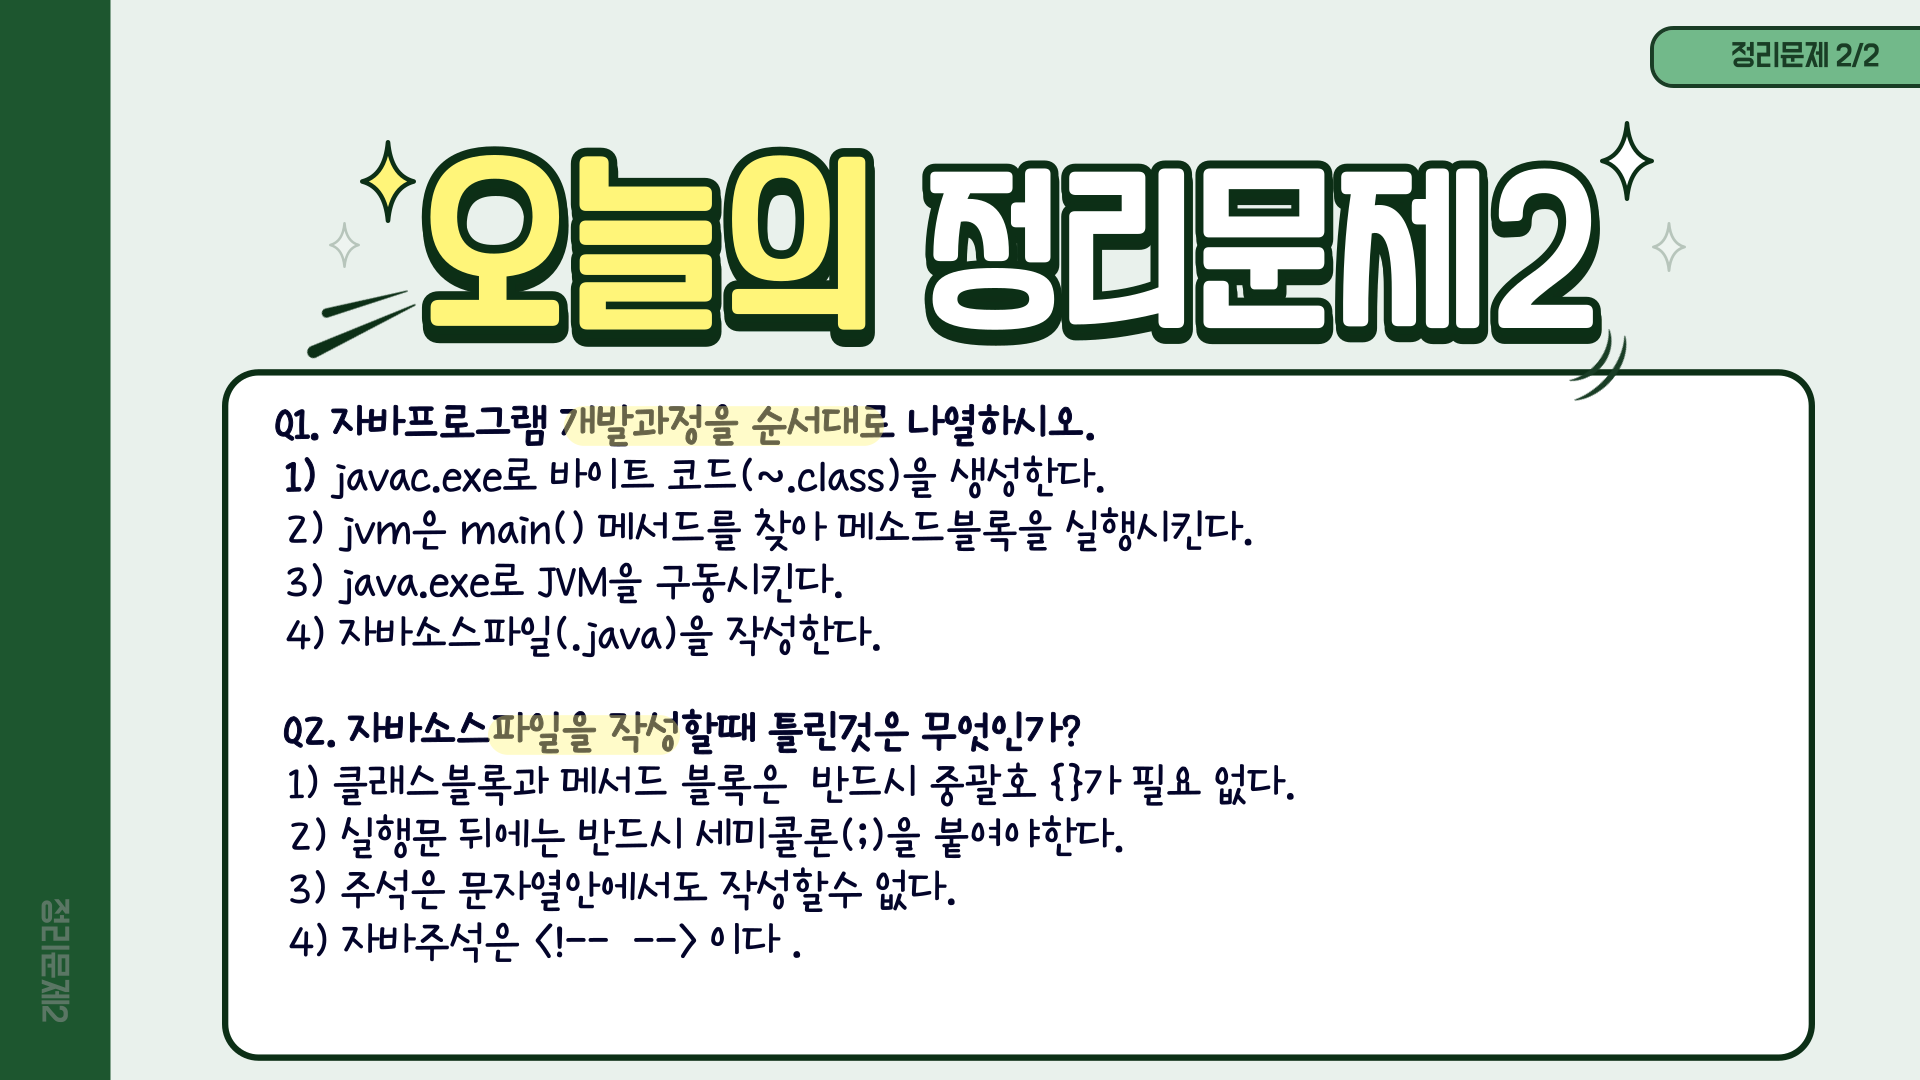 정리문제 2/2
오늘의 정리문제2
Q1. 자바프로그램 개발과정을 순서대로 나열하시오.
1) javac.exe로 바이트 코드(~.class)을 생성한다.
2) jvm은 main() 메서드를 찾아 메소드블록을 실행시킨다.
3) java.exe로 JVM을 구동시킨다.
4) 자바소스파일(.java)을 작성한다.
Q2. 자바소스파일을 작성할때 틀린것은 무엇인가?
1) 클래스블록과 메서드 블록은 반드시 중괄호 {}가 필요 없다.
2) 실행문 뒤에는 반드시 세미콜론(;)을 붙여야한다.
3) 주석은 문자열안에서도 작성할수 없다.
4) 자바주석은 <!-- --> 이다 .
정리문제2